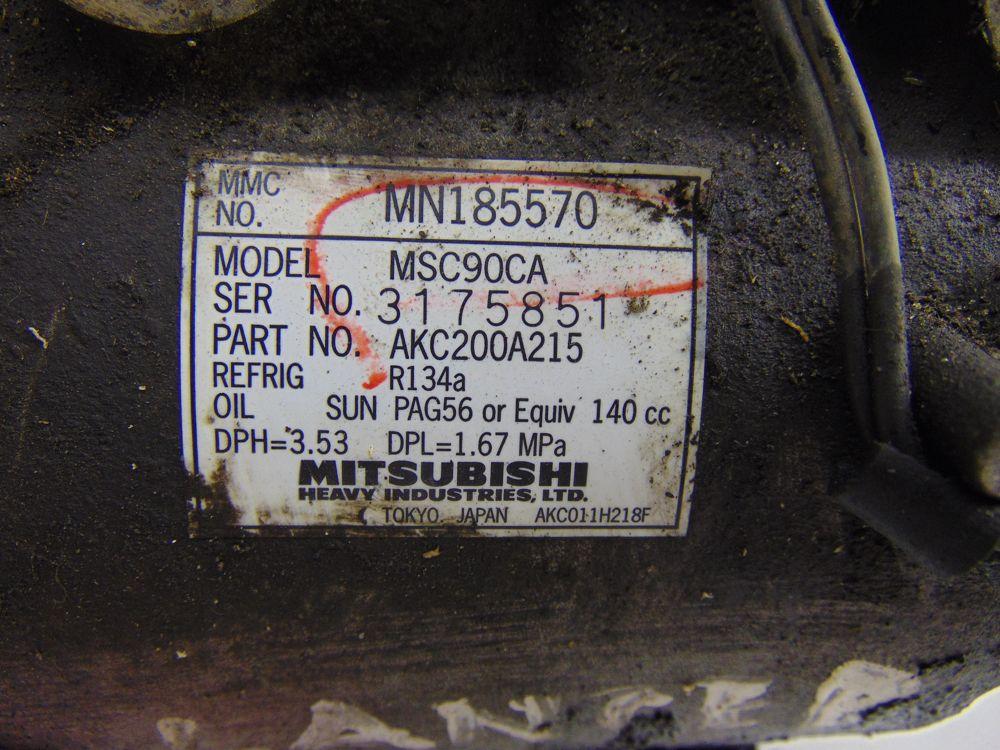 MMC NO. MN185570
MODEL MSC90CA
SER NO. 3175851
PART NO. AKC200A215
REFRIG R134a
OIL SUN PAG56 or Equiv 140 cc
DPH=3.53 DPL=1.67 MPa
MITSUBISHI
HEAVY INDUSTRIES, LTD.
TOKYO. JAPAN AKC011H218F